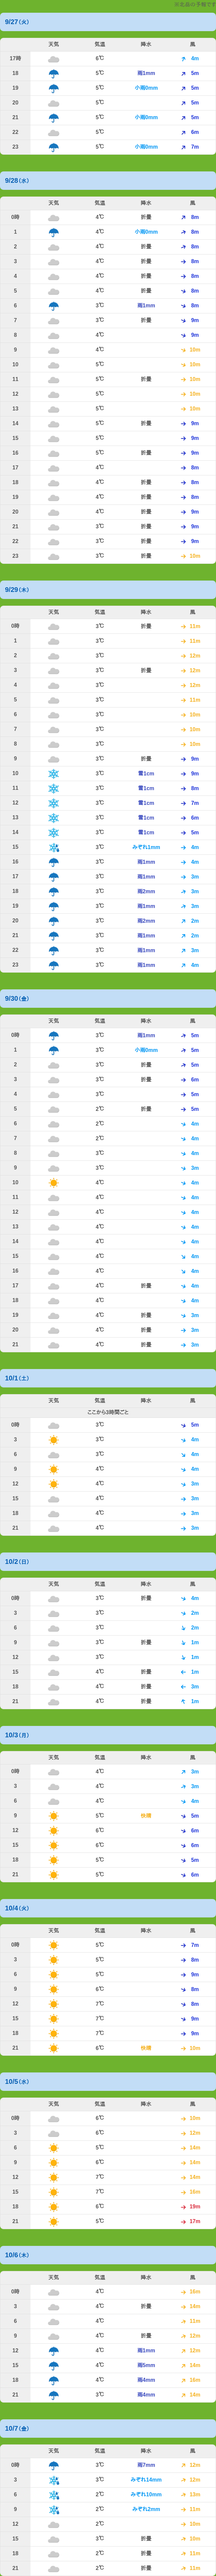 ※北岳の予報です
9/27(火)
天気 気温 降水 風
17時 6℃ 4m
18 5℃ 雨1mm 5m
19 5℃ 小雨0mm 5m
20 5℃ 5m
21 5℃ 小雨0mm 5m
22 5℃ 6m
23 5℃ 小雨0mm 7m
9/28(水)
天気 気温 降水 風
0時 4℃ 折畳 8m
1 4℃ 小雨0mm 8m
2 4℃ 折畳 8m
3 4℃ 折畳 8m
4 4℃ 折畳 8m
5 4℃ 折畳 8m
6 3℃ 雨1mm 8m
7 3℃ 折畳 9m
8 4℃ 9m
9 4℃ 10m
10 5℃ 10m
11 5℃ 折畳 10m
12 5℃ 10m
13 5℃ 10m
14 5℃ 折畳 9m
15 5℃ 9m
16 5℃ 折畳 9m
17 4℃ 8m
18 4℃ 折畳 8m
19 4℃ 折畳 8m
20 4℃ 折畳 9m
21 3℃ 折畳 9m
22 3℃ 折畳 9m
23 3℃ 折畳 10m
9/29(木)
天気 気温 降水 風
0時 3℃ 折畳 11m
1 3℃ 11m
2 3℃ 12m
3 3℃ 折畳 12m
4 3℃ 12m
5 3℃ 11m
6 3℃ 10m
7 3℃ 10m
8 3℃ 10m
9 3℃ 折畳 9m
10 3℃ 雪1cm 9m
11 3℃ 雪1cm 8m
12 3℃ 雪1cm 7m
13 3℃ 雪1cm 6m
14 3℃ 雪1cm 5m
15 3℃ みぞれ1mm 4m
16 3℃ 雨1mm 4m
17 3℃ 雨1mm 3m
18 3℃ 雨2mm 3m
19 3℃ 雨1mm 3m
20 3℃ 雨2mm 2m
21 3℃ 雨1mm 2m
22 3℃ 雨1mm 3m
23 3℃ 雨1mm 4m
9/30(金)
天気 気温 降水 風
0時 3℃ 雨1mm 5m
1 3℃ 小雨0mm 5m
2 3℃ 折畳 5m
3 3℃ 折畳 6m
4 3℃ 5m
5 2℃ 折畳 5m
6 2℃ 4m
7 2℃ 4m
8 3℃ 4m
9 3℃ 3m
10 4℃ 4m
11 4℃ 4m
12 4℃ 4m
13 4℃ 4m
14 4℃ 4m
15 4℃ 4m
16 4℃ 4m
17 4℃ 折畳 4m
18 4℃ 4m
19 4℃ 折畳 3m
20 4℃ 折畳 3m
21 4℃ 折畳 3m
10/1(土)
天気 気温 降水 風
ここから3時間ごと
0時 3℃ 5m
3 3℃ 4m
6 3℃ 4m
9 4℃ 4m
12 4℃ 3m
15 4℃ 3m
18 4℃ 3m
21 4℃ 3m
10/2(日)
天気 気温 降水 風
0時 3℃ 折畳 4m
3 3℃ 2m
6 3℃ 2m
9 3℃ 折畳 1m
12 3℃ 1m
15 4℃ 折畳 1m
18 4℃ 折畳 3m
21 4℃ 折畳 1m
10/3(月)
天気 気温 降水 風
0時 4℃ 3m
3 4℃ 3m
6 4℃ 4m
9 5℃ 快晴 5m
12 6℃ 6m
15 6℃ 6m
18 5℃ 5m
21 5℃ 6m
10/4(火)
天気 気温 降水 風
0時 5℃ 7m
3 5℃ 8m
6 5℃ 9m
9 6℃ 8m
12 7℃ 8m
15 7℃ 9m
18 7℃ 9m
21 6℃ 快晴 10m
10/5(水)
天気 気温 降水 風
0時 6℃ 10m
3 6℃ 12m
6 5℃ 14m
9 6℃ 14m
12 7℃ 14m
15 7℃ 16m
18 6℃ 19m
21 5℃ 17m
10/6(木)
天気 気温 降水 風
0時 4℃ 16m
3 4℃ 折畳 14m
6 4℃ 11m
9 4℃ 折畳 12m
12 4℃ 雨1mm 12m
15 4℃ 雨5mm 14m
18 4℃ 雨4mm 16m
21 3℃ 雨4mm 14m
10/7(金)
天気 気温 降水 風
0時 3℃ 雨7mm 12m
3 3℃ みぞれ14mm 12m
6 2℃ みぞれ10mm 13m
9 2℃ みぞれ2mm 11m
12 2℃ 10m
15 3℃ 折畳 10m
18 2℃ 折畳 11m
21 2℃ 折畳 11m